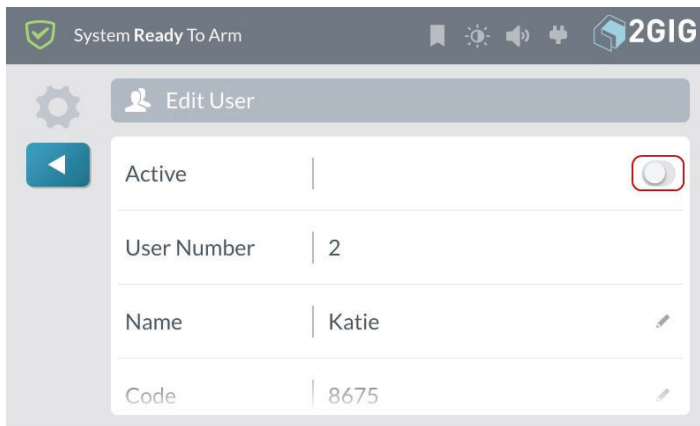 System Ready To Arm
2GIG
Edit User
Active
User Number 2
Name Katie
Code 8675